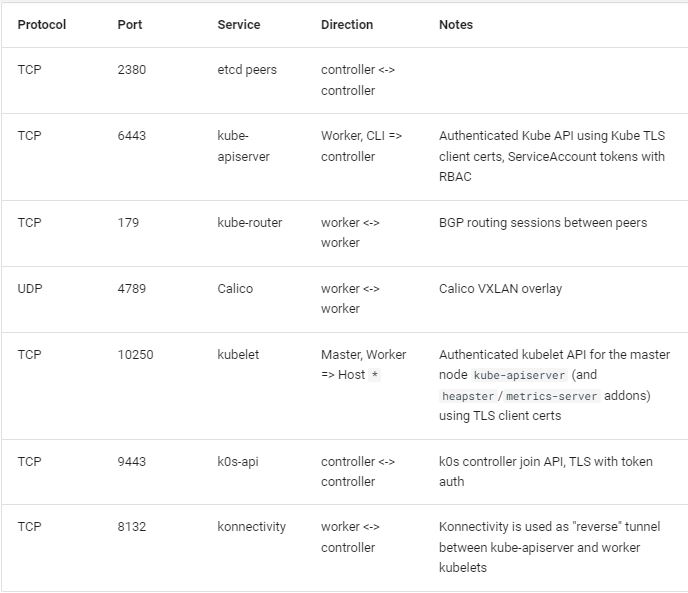 Protocol Port Service Direction Notes
TCP 2380 etcd peers controller <->
controller
TCP 6443 kube- Worker, CLI => Authenticated Kube API using Kube TLS
apiserver controller client certs, ServiceAccount tokens with
RBAC
TCP 179 kube-router worker <-> BGP routing sessions between peers
worker
UDP 4789 Calico worker <-> Calico VXLAN overlay
worker
TCP 10250 kubelet Master, Worker Authenticated kubelet API for the master
=> Host * node kube-apiserver (and
heapster / metrics-server addons)
using TLS client certs
TCP 9443 k0s-api controller <-> k0s controller join API, TLS with token
controller auth
TCP 8132 konnectivity worker <-> Konnectivity is used as "reverse" tunnel
controller between kube-apiserver and worker
kubelets